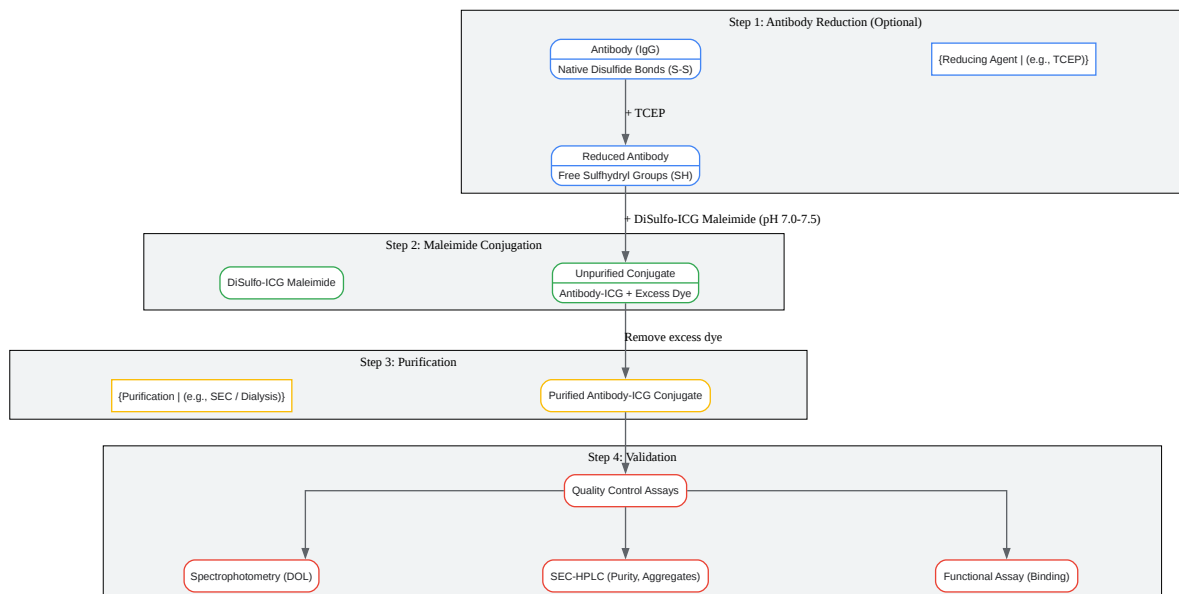 Step 1: Antibody Reduction (Optional)
Antibody (IgG)
Native Disulfide Bonds (S-S)
{Reducing Agent | (e.g., TCEP)}
+ TCEP
Reduced Antibody
Free Sulfhydryl Groups (SH)
+ DiSulfo-ICG Maleimide (pH 7.0-7.5)
Step 2: Maleimide Conjugation
DiSulfo-ICG Maleimide
Unpurified Conjugate
Antibody-ICG + Excess Dye
Remove excess dye
Step 3: Purification
{Purification | (e.g., SEC / Dialysis)}
Purified Antibody-ICG Conjugate
Step 4: Validation
Quality Control Assays
Spectrophotometry (DOL)
SEC-HPLC (Purity, Aggregates)
Functional Assay (Binding)